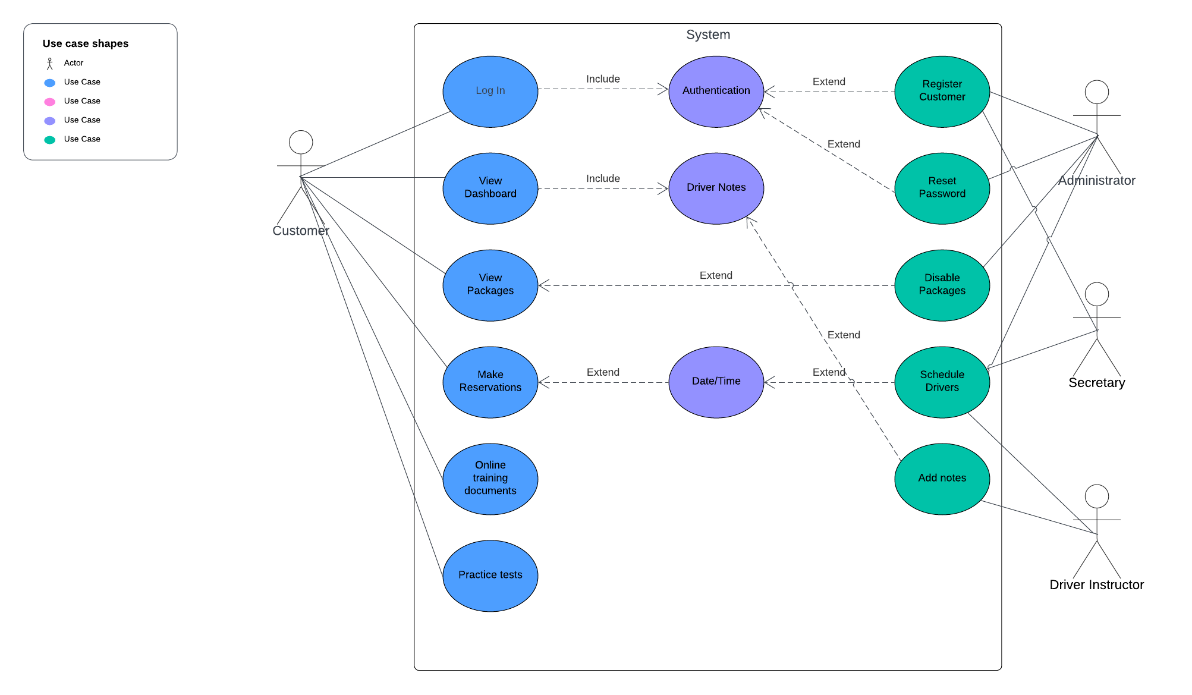 Use case shapes
Actor
Use Case
Use Case
Use Case
Use Case
System
Log In
Include
Authentication
Extend
Register
Customer
Extend
View
Dashboard
Include
Driver Notes
Reset
Password
Administrator
Customer
View
Packages
Extend
Disable
Packages
Extend
Make
Reservations
Extend
Date/Time
Extend
Schedule
Drivers
Secretary
Online
training
documents
Add notes
Practice tests
Driver Instructor